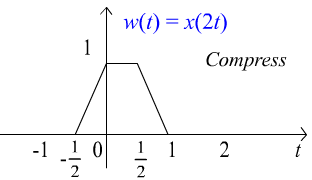 w(t) = x(2t)
1
Compress
-1 -1/2 0 1/2 1 2 t